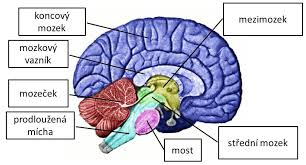 koncový
mozek
mozkový
vazník
mozeček
prodloužená
mícha
mezimozek
most
střední mozek